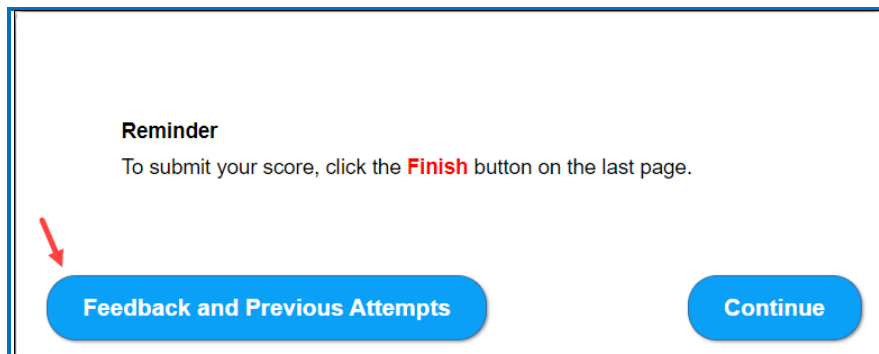 Reminder
To submit your score, click the Finish button on the last page.
Feedback and Previous Attempts
Continue